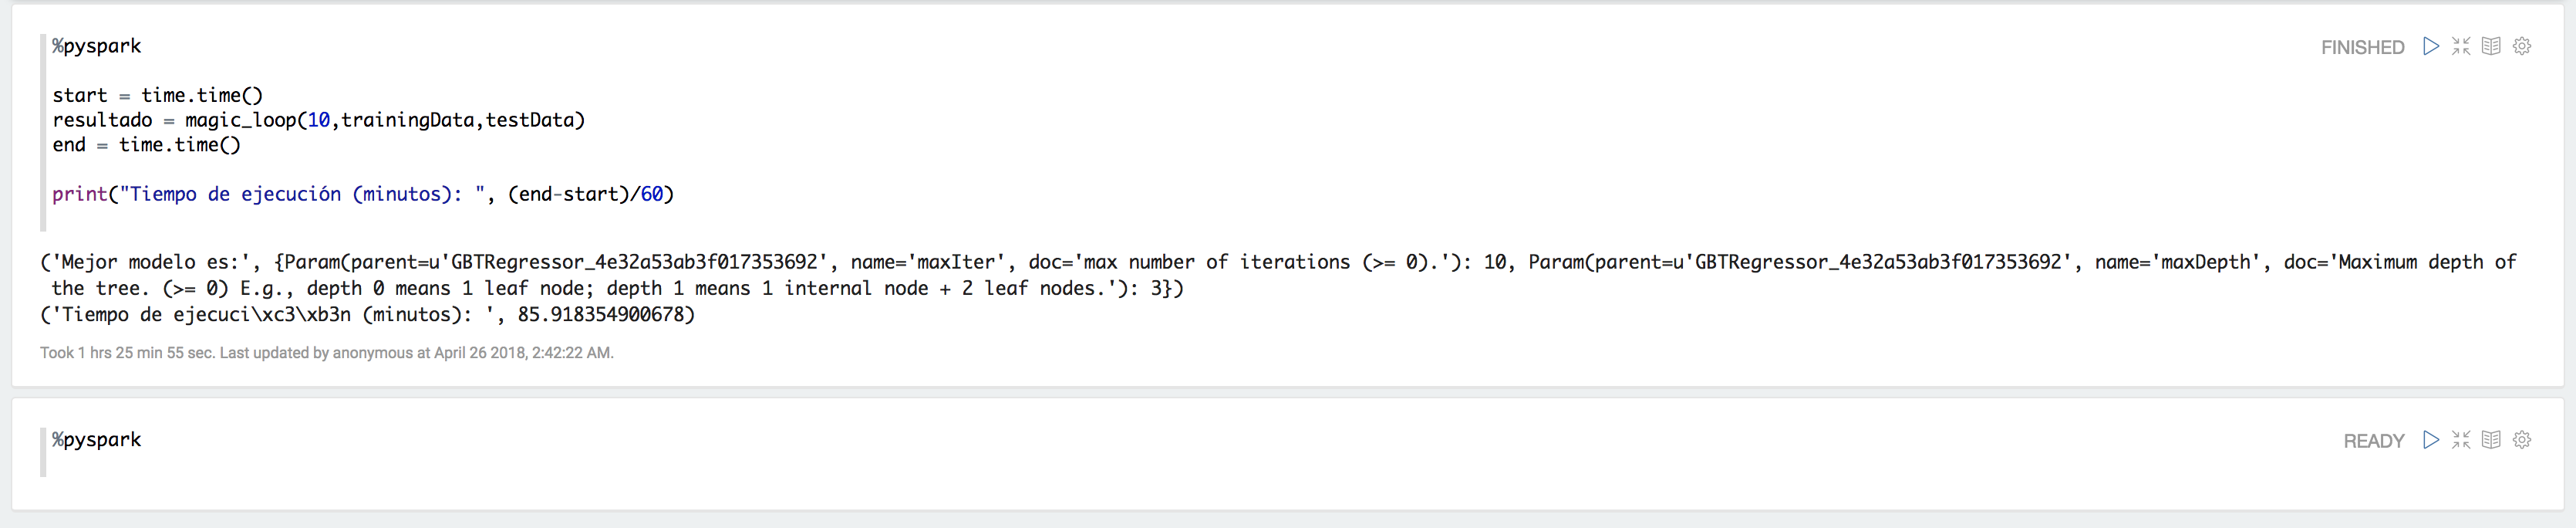 %pyspark
FINISHED
start = time.time()
resultado = magic_loop(10,trainingData,testData)
end = time.time()
print("Tiempo de ejecución (minutos): ", (end-start)/60)
('Mejor modelo es:', {Param(parent=u'GBTRegressor_4e32a53ab3f017353692', name='maxIter', doc='max number of iterations (>= 0).'): 10, Param(parent=u'GBTRegressor_4e32a53ab3f017353692', name='maxDepth', doc='Maximum depth of
the tree. (>= 0) E.g., depth 0 means 1 leaf node; depth 1 means 1 internal node + 2 leaf nodes.'): 3})
('Tiempo de ejecuci\xc3\xb3n (minutos): ', 85.918354900678)
Took 1 hrs 25 min 55 sec. Last updated by anonymous at April 26 2018, 2:42:22 AM.
%pyspark
READY